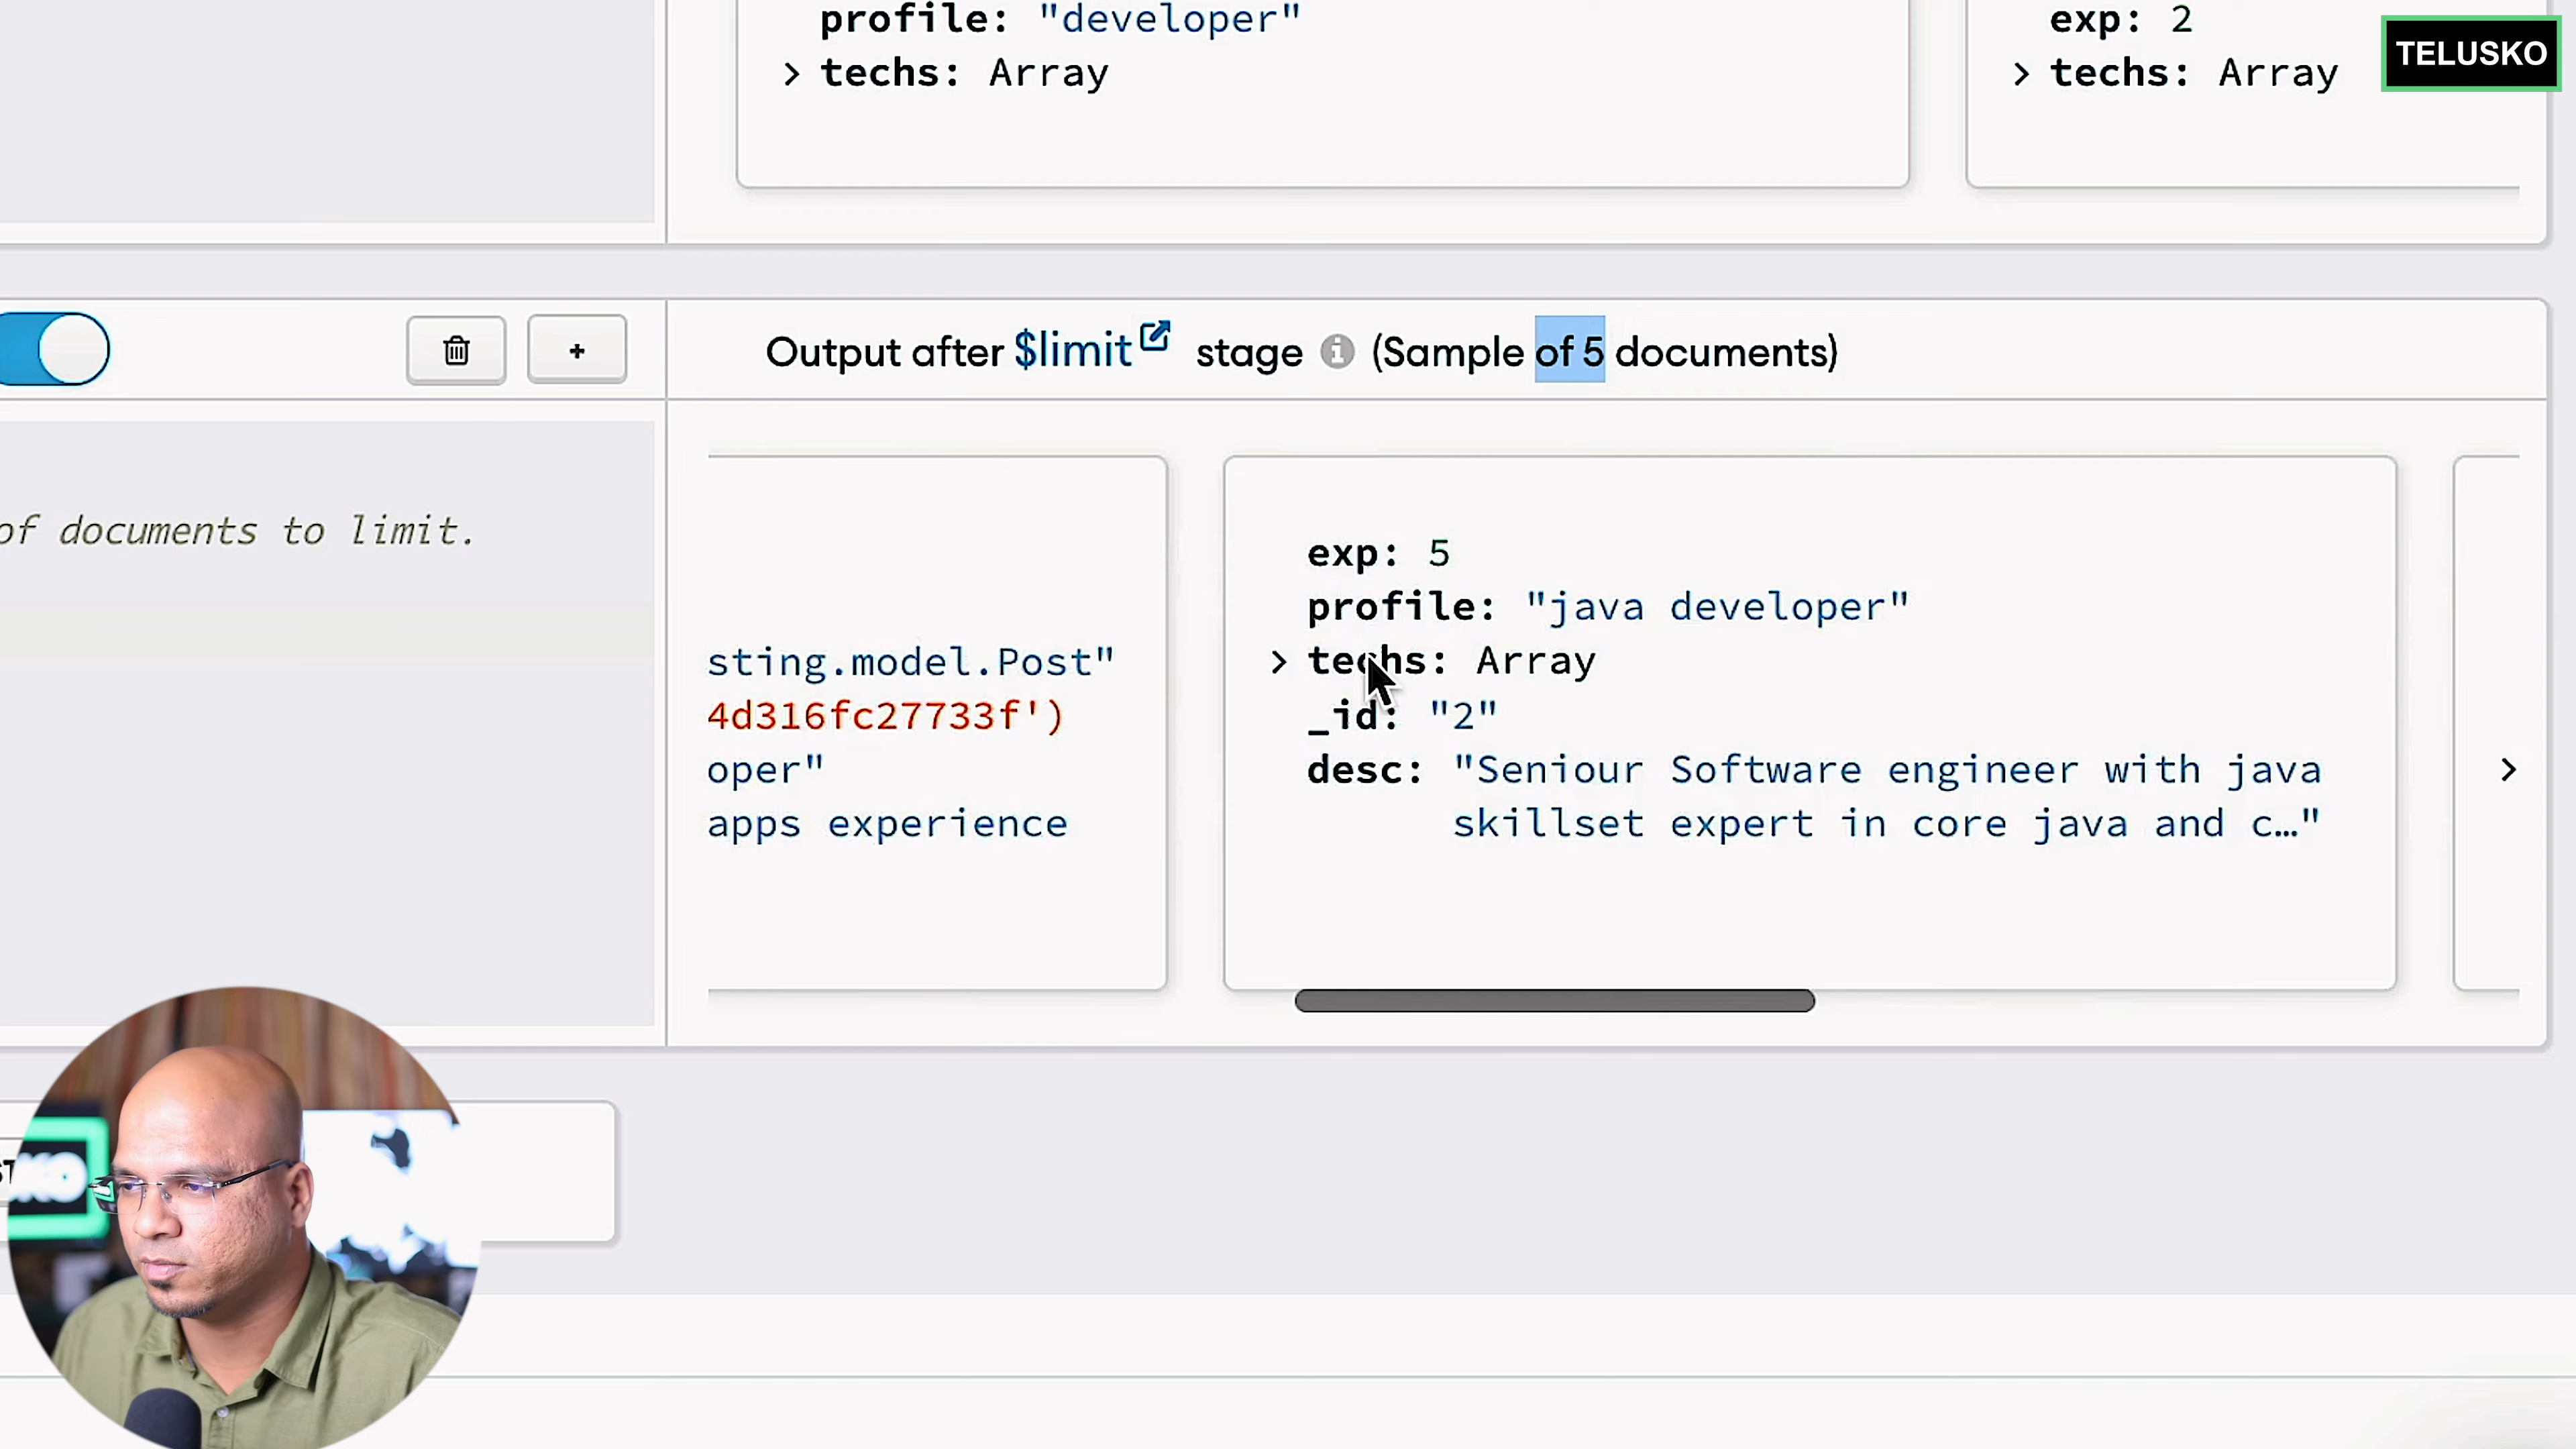 profile: "developer"
> techs: Array
exp: 2
> techs: Array
TELUSKO
Output after $limit stage (Sample of 5 documents)
of documents to limit.
sting.model.Post"
4d316fc27733f')
oper"
apps experience
exp: 5
profile: "java developer"
> techs: Array
_id: "2"
desc: "Seniour Software engineer with java
skillset expert in core java and c…"